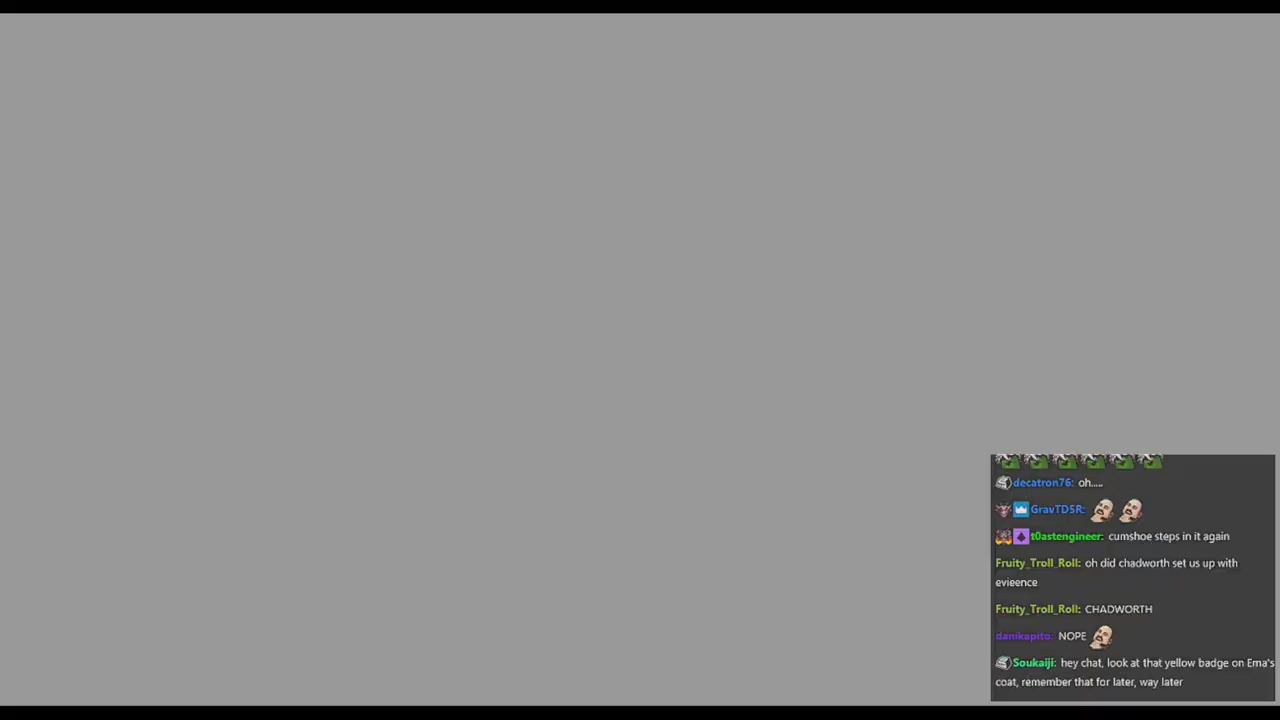 decatron76: oh.....
GravTDSR:
t0astengineer: cumshoe steps in it again
Fruity_Troll_Roll: oh did chadworth set us up with
evieence
Fruity_Troll_Roll: CHADWORTH
danikapito: NOPE
Soukaiji: hey chat, look at that yellow badge on Ema's
coat, remember that for later, way later